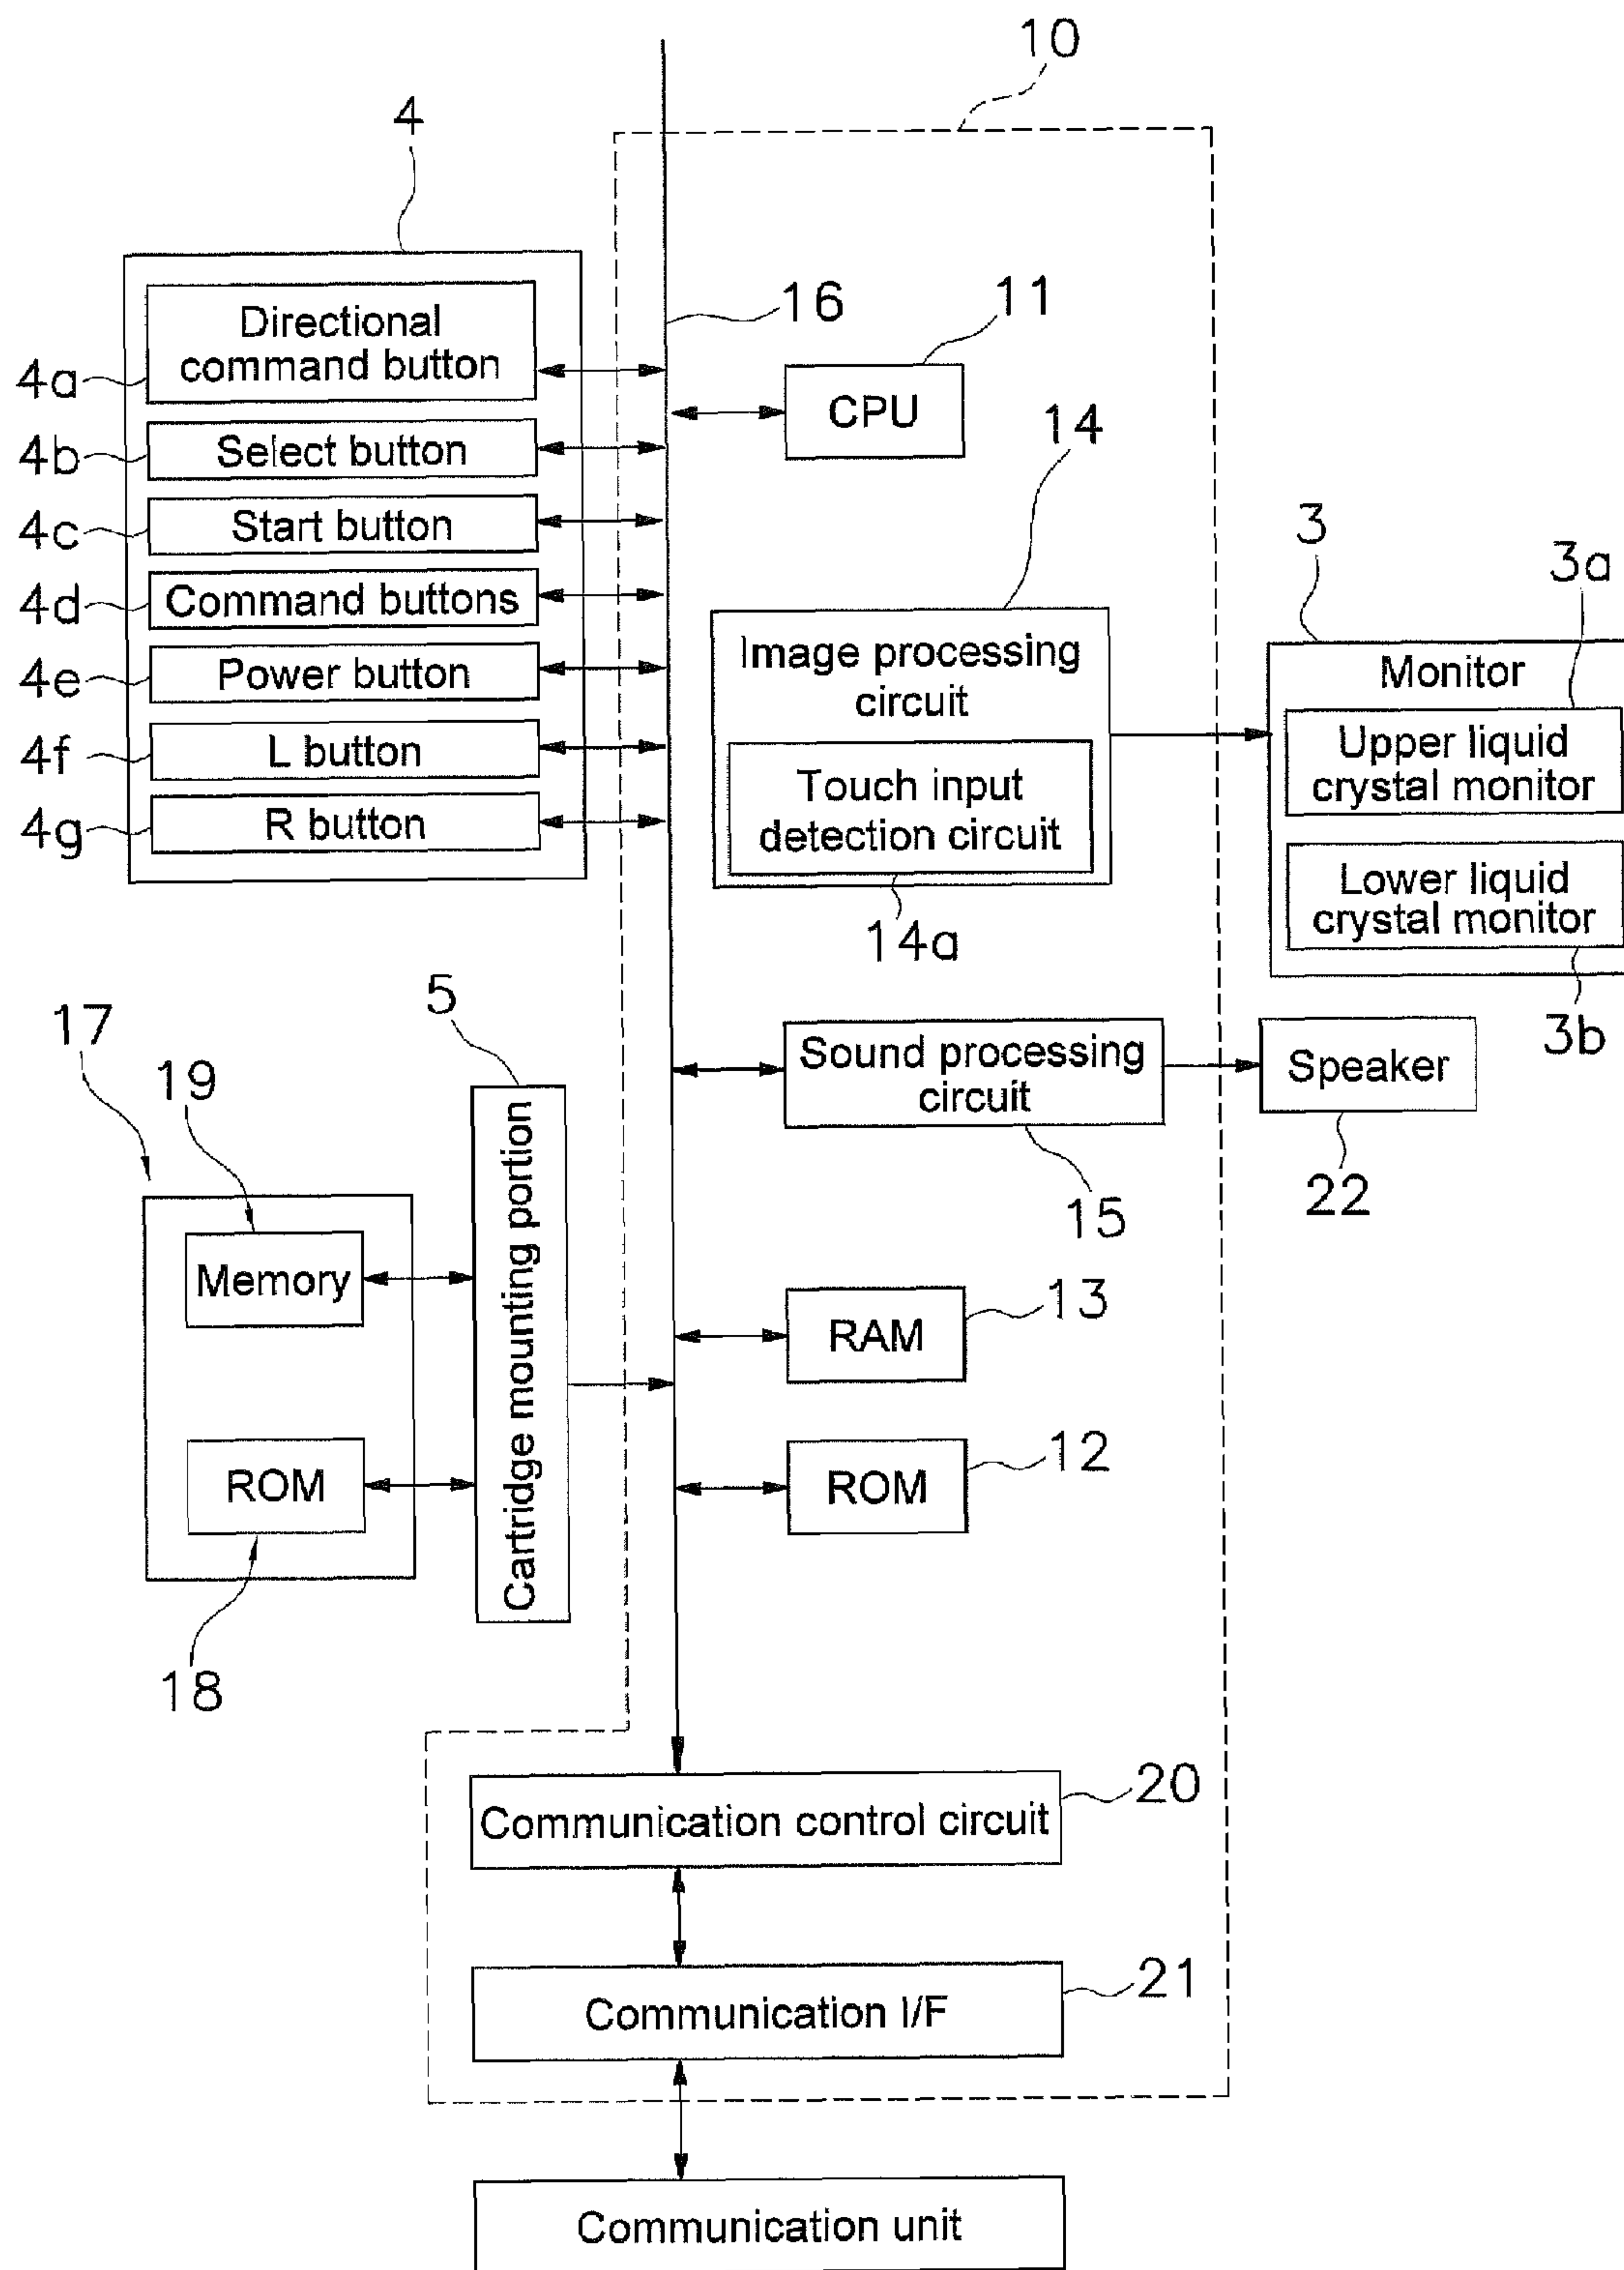 10
4
Directional
command button
4a
16
11
CPU
Select button
4b
14
Start button
4c
3
3a
Command buttons
4d
Image processing
circuit
Monitor
Power button
4e
Upper liquid
crystal monitor
L button
4f
Touch input
detection circuit
R button
4g
Lower liquid
crystal monitor
14a
3b
5
17
19
Sound processing
circuit
Speaker
15
22
Memory
Cartridge mounting portion
13
RAM
12
ROM
ROM
18
20
Communication control circuit
21
Communication I/F
Communication unit